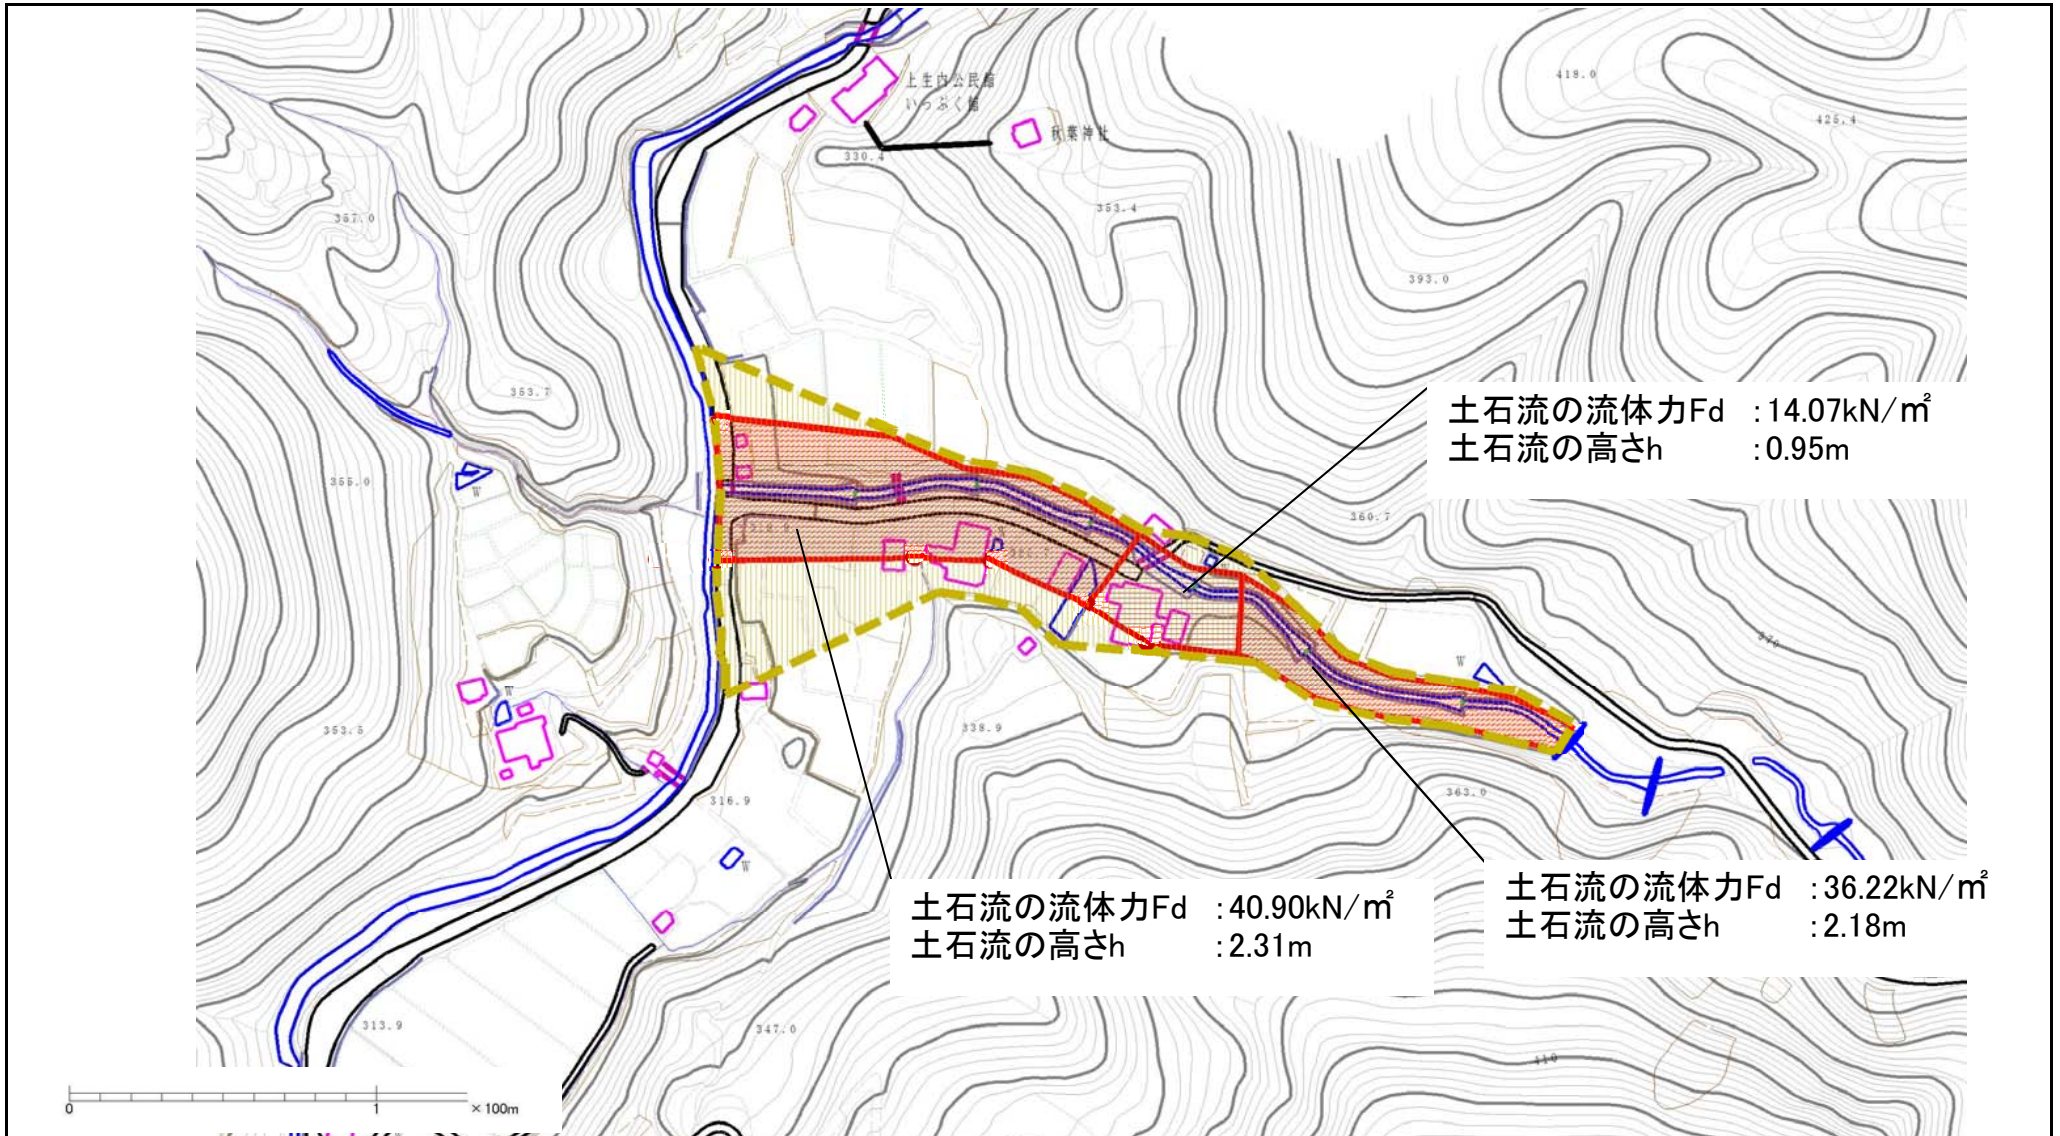 上生内公民館
いっぷく館
秋葉神社
418.0
425.4
330.4
357.0
353.4
393.0
353.7
土石流の流体力Fd :14.07kN/㎡
土石流の高さh :0.95m
355.0
W
360.7
W
370
W
353.5
338.9
316.9
363.0
W
土石流の流体力Fd :40.90kN/㎡
土石流の高さh :2.31m
土石流の流体力Fd :36.22kN/㎡
土石流の高さh :2.18m
313.9
347.0
410
0 1 ×100m